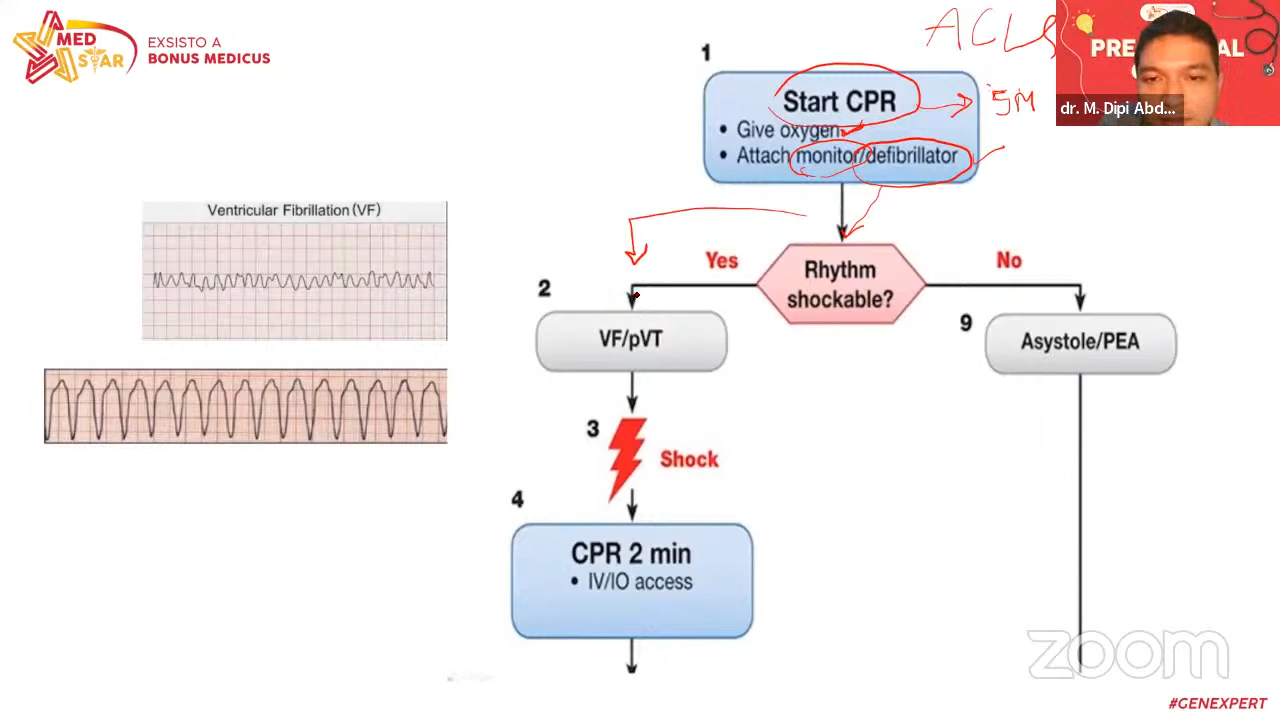 MED
STAR
EXSISTO A
BONUS MEDICUS
ACLS
PRE
AL
dr. M. Dipi Abd...
1
Start CPR
• Give oxygen
• Attach monitor/defibrillator
5M
Ventricular Fibrillation (VF)
Yes
Rhythm
shockable?
No
2
VF/pVT
9
Asystole/PEA
3
Shock
4
CPR 2 min
• IV/IO access
zoom
#GENEXPERT